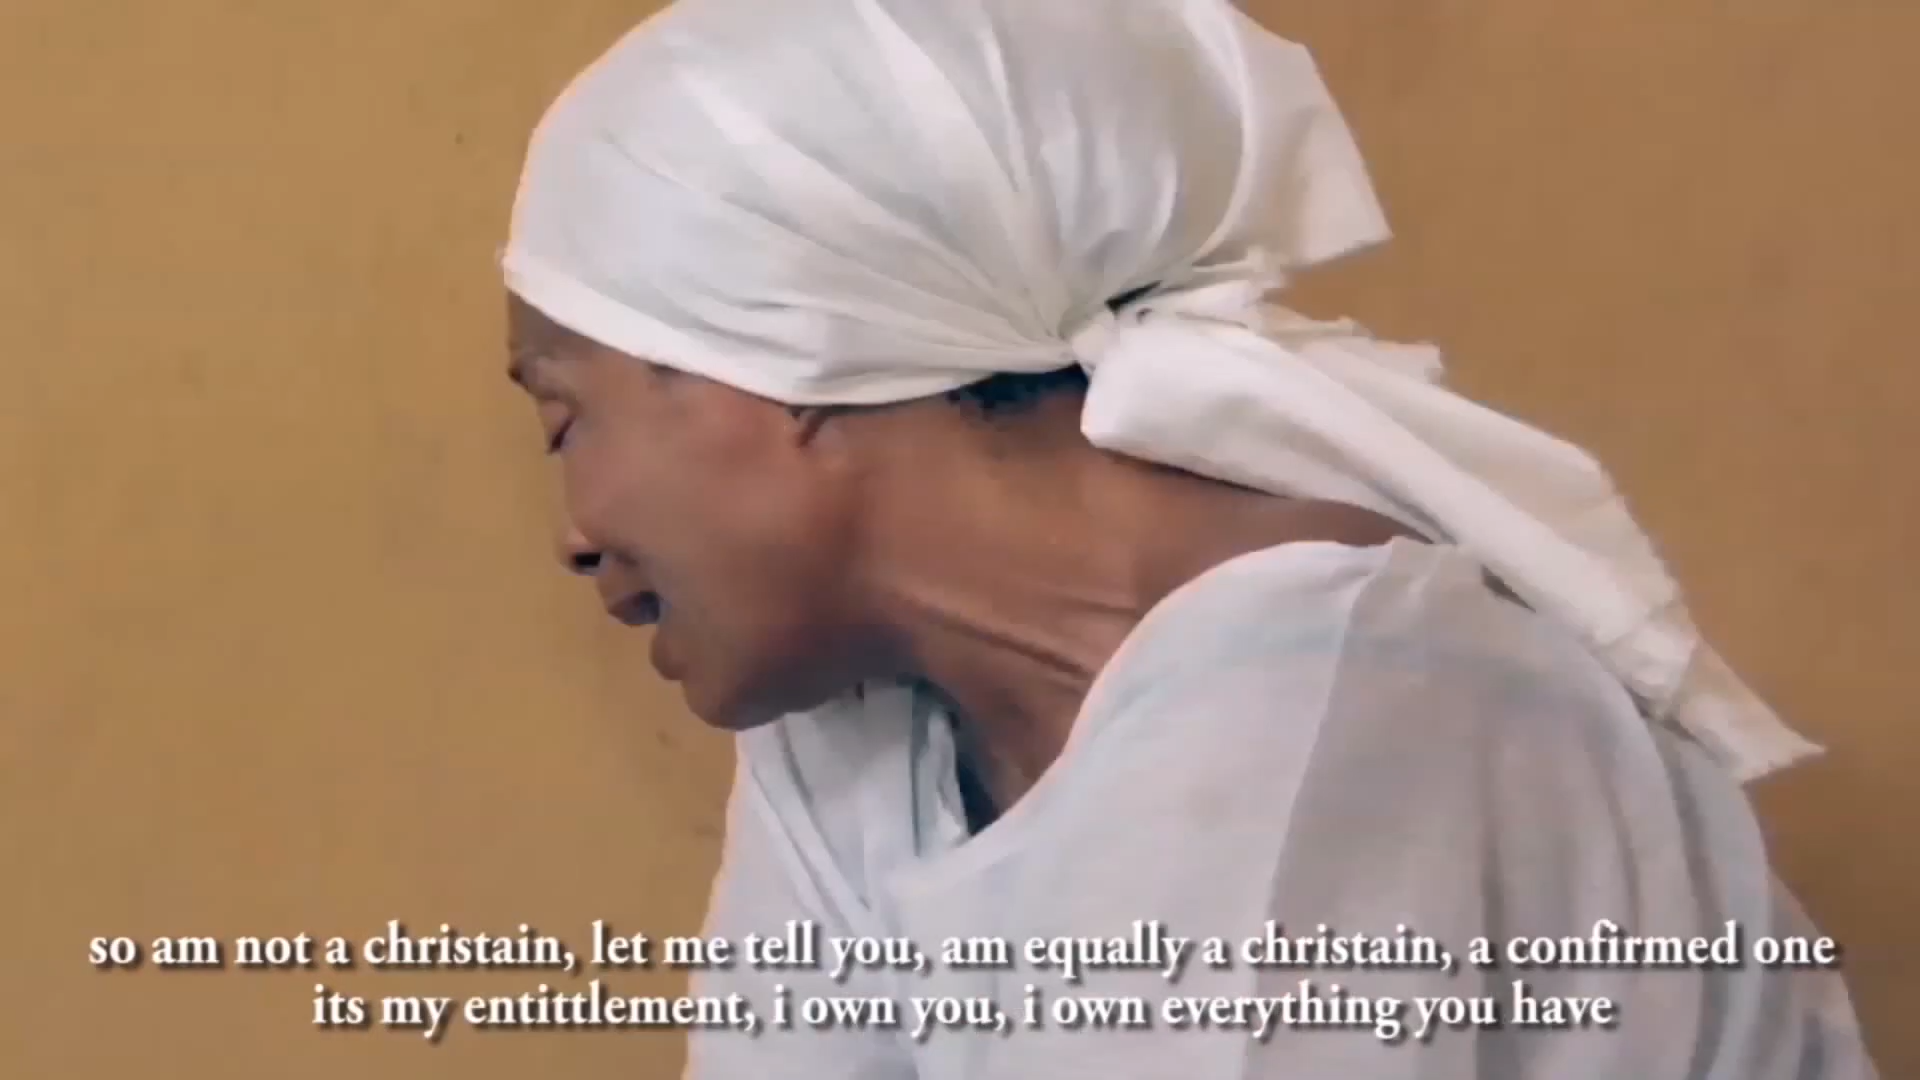 so am not a christain, let me tell you, am equally a christain, a confirmed one
its my entittlement, i own you, i own everything you have